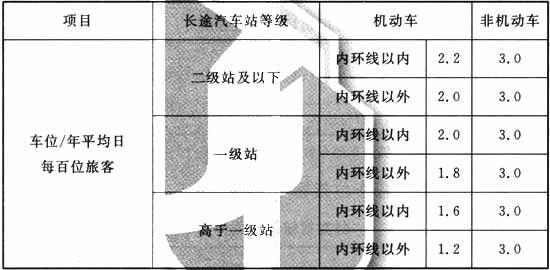 项目 长途汽车站等级 机动车 非机动车
车位/年平均日
每百位旅客
二级站及以下 内环线以内 2.2 3.0
内环线以外 2.0 3.0
一级站 内环线以内 2.0 3.0
内环线以外 1.8 3.0
高于一级站 内环线以内 1.6 3.0
内环线以外 1.2 3.0